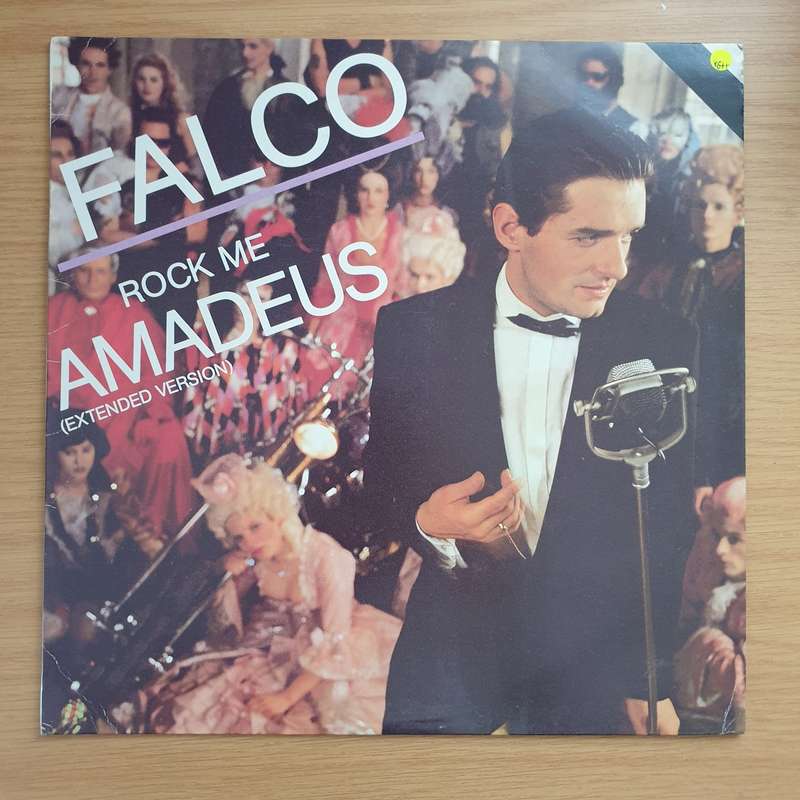 FALCO
ROCK ME
AMADEUS
(EXTENDED VERSION)